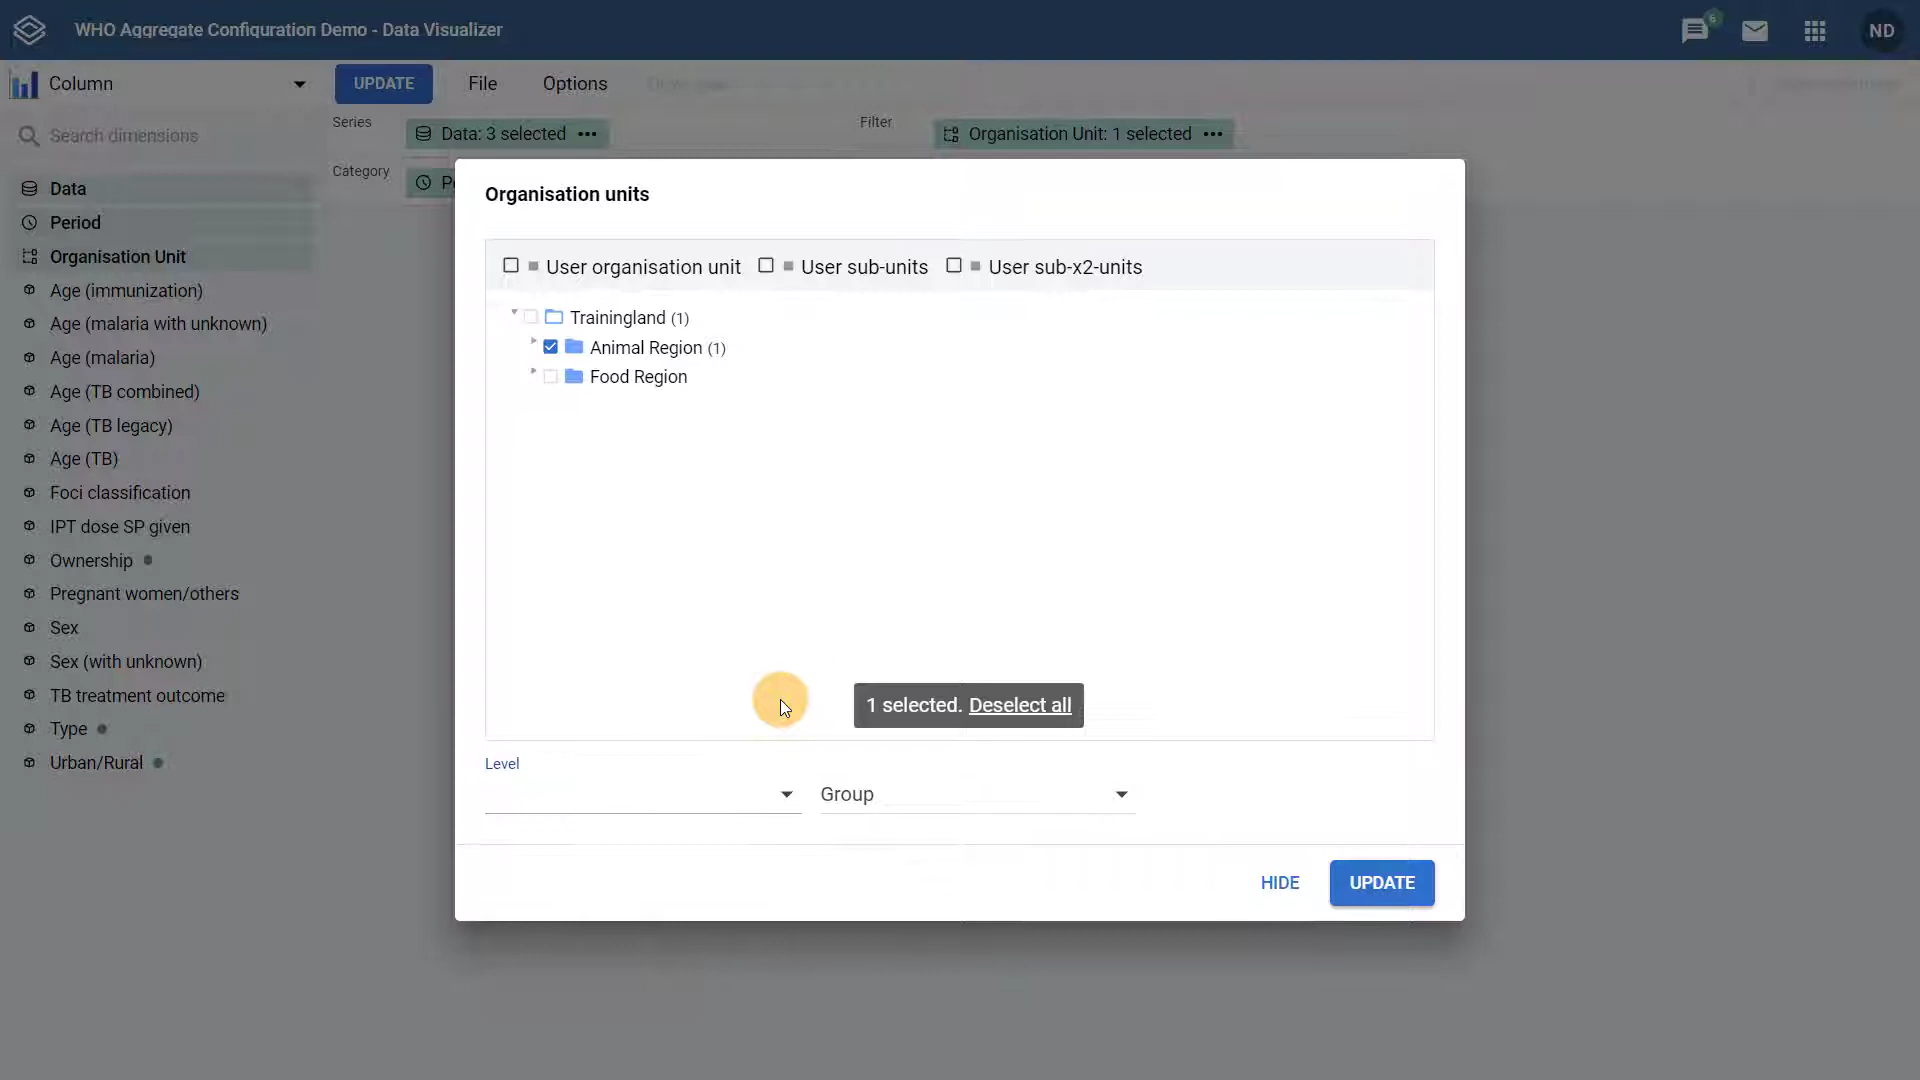 WHO Aggregate Configuration Demo - Data Visualizer
6
ND
Column
UPDATE
File
Options
Series
Data: 3 selected
Filter
Organisation Unit: 1 selected
Search dimensions
Category
Data
Period
Organisation Unit
Age (immunization)
Age (malaria with unknown)
Age (malaria)
Age (TB combined)
Age (TB legacy)
Age (TB)
Foci classification
IPT dose SP given
Ownership
Pregnant women/others
Sex
Sex (with unknown)
TB treatment outcome
Type
Urban/Rural
Organisation units
User organisation unit
User sub-units
User sub-x2-units
Trainingland (1)
Animal Region (1)
Food Region
1 selected. Deselect all
Level
Group
HIDE
UPDATE